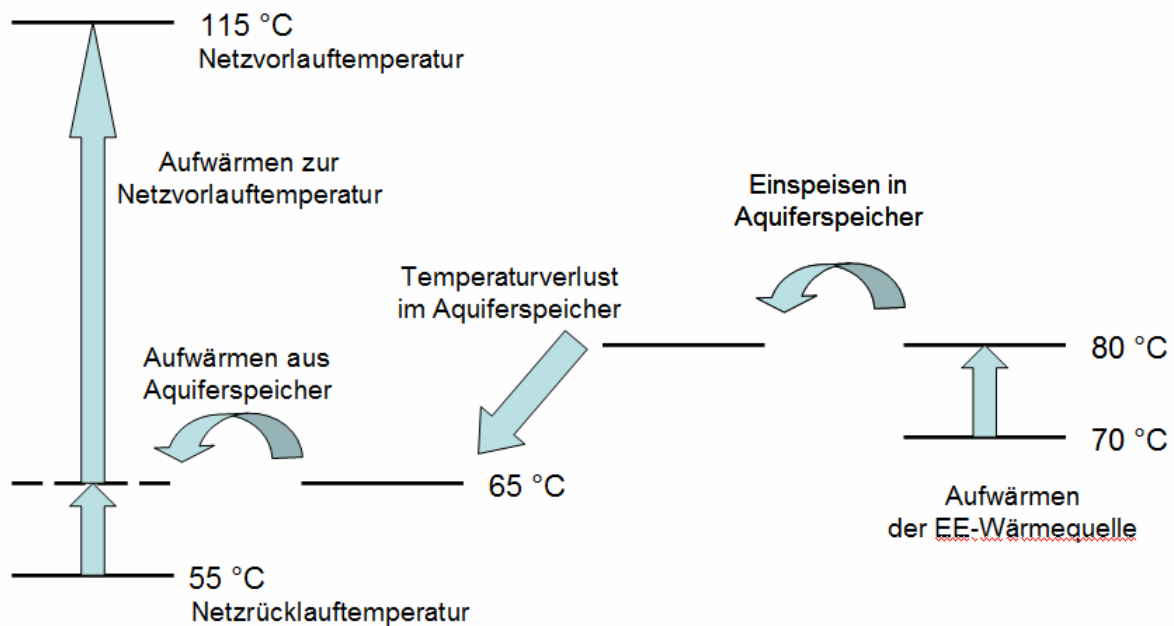 115 °C
Netzvorlauftemperatur
Aufwärmen zur
Netzvorlauftemperatur
Einspeisen in
Aquiferspeicher
Temperaturverlust
im Aquiferspeicher
Aufwärmen aus
Aquiferspeicher
80 °C
70 °C
65 °C
Aufwärmen
der EE-Wärmequelle
55 °C
Netzrücklauftemperatur